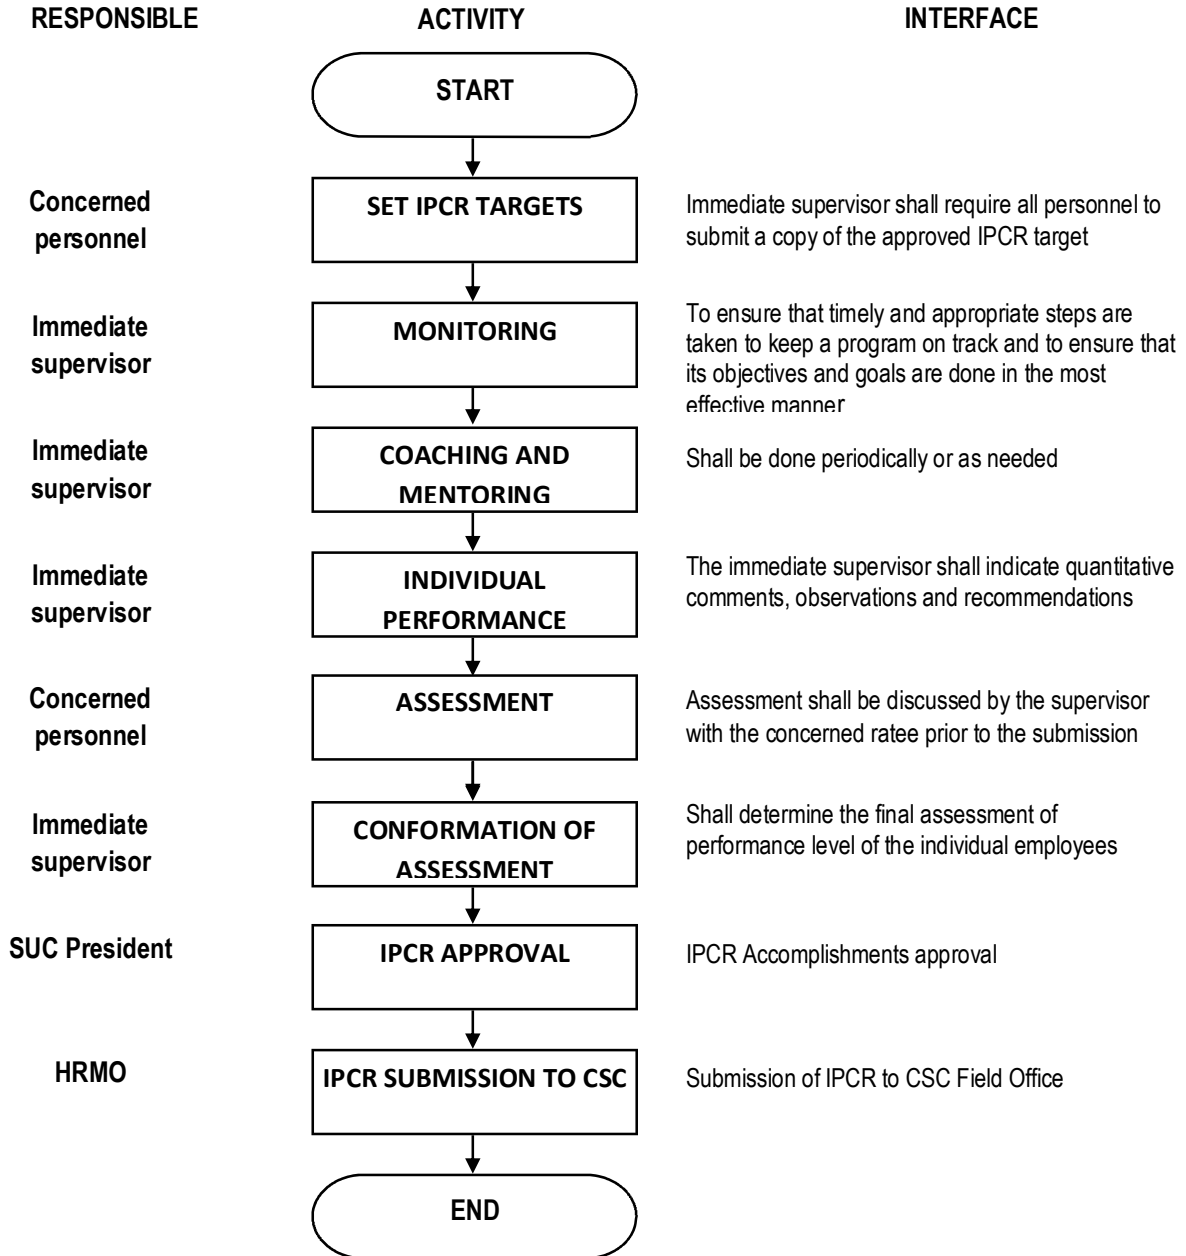 RESPONSIBLE ACTIVITY INTERFACE
START
Concerned
personnel
SET IPCR TARGETS
Immediate supervisor shall require all personnel to
submit a copy of the approved IPCR target
Immediate
supervisor
MONITORING
To ensure that timely and appropriate steps are
taken to keep a program on track and to ensure that
its objectives and goals are done in the most
effective manner
Immediate
supervisor
COACHING AND
MENTORING
Shall be done periodically or as needed
Immediate
supervisor
INDIVIDUAL
PERFORMANCE
The immediate supervisor shall indicate quantitative
comments, observations and recommendations
Concerned
personnel
ASSESSMENT
Assessment shall be discussed by the supervisor
with the concerned ratee prior to the submission
Immediate
supervisor
CONFORMATION OF
ASSESSMENT
Shall determine the final assessment of
performance level of the individual employees
SUC President
IPCR APPROVAL
IPCR Accomplishments approval
HRMO
IPCR SUBMISSION TO CSC
Submission of IPCR to CSC Field Office
END